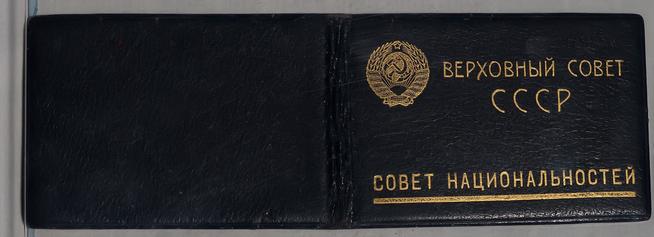 ВЕРХОВНЫЙ СОВЕТ
СССР
СОВЕТ НАЦИОНАЛЬНОСТЕЙ